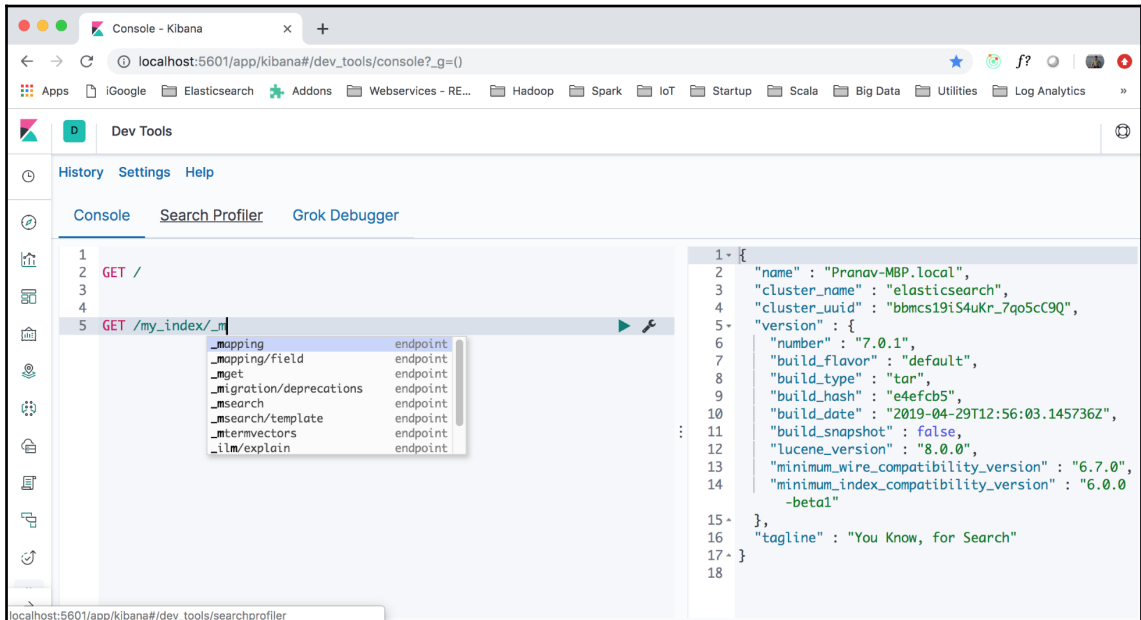 Console - Kibana
localhost:5601/app/kibana#/dev_tools/console?_g=()
f?
Apps iGoogle Elasticsearch Addons Webservices - RE... Hadoop Spark IoT Startup Scala Big Data Utilities Log Analytics »
D Dev Tools
History Settings Help
Console Search Profiler Grok Debugger
1
2 GET /
3
4
5 GET /my_index/_m
_mapping endpoint
_mapping/field endpoint
_mget endpoint
_migration/deprecations endpoint
_msearch endpoint
_msearch/template endpoint
_mtermvectors endpoint
_ilm/explain endpoint
1 {
2 "name" : "Pranav-MBP.local",
3 "cluster_name" : "elasticsearch",
4 "cluster_uuid" : "bbmcs19iS4uKr_7qo5cC9Q",
5 "version" : {
6 "number" : "7.0.1",
7 "build_flavor" : "default",
8 "build_type" : "tar",
9 "build_hash" : "e4efcb5",
10 "build_date" : "2019-04-29T12:56:03.145736Z",
11 "build_snapshot" : false,
12 "lucene_version" : "8.0.0",
13 "minimum_wire_compatibility_version" : "6.7.0",
14 "minimum_index_compatibility_version" : "6.0.0
-beta1"
15 },
16 "tagline" : "You Know, for Search"
17 }
18
localhost:5601/app/kibana#/dev_tools/searchprofiler